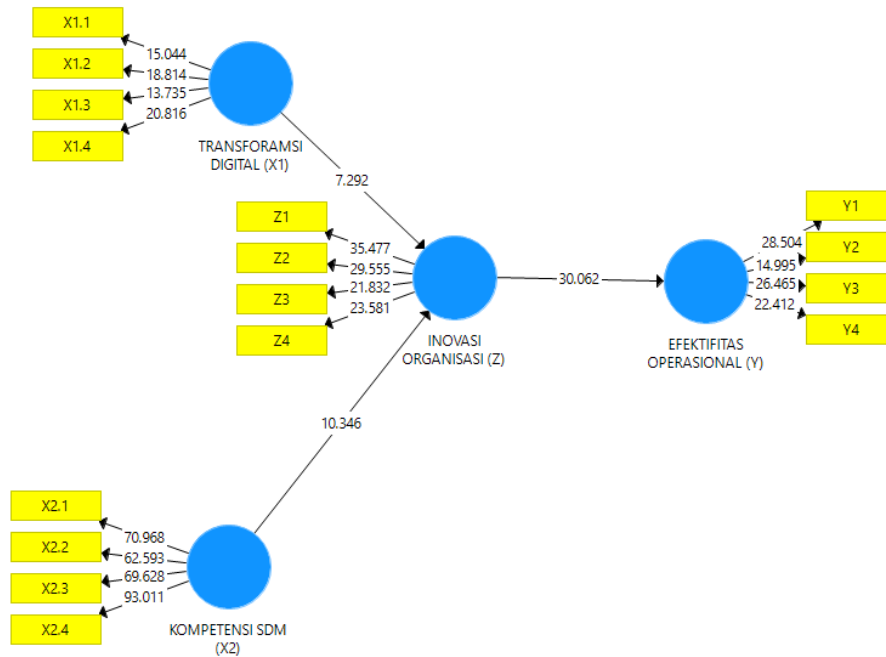 X1.1
X1.2
X1.3
X1.4
15.044
18.814
13.735
20.816
TRANSFORAMSI
DIGITAL (X1)
7.292
Z1
Z2
Z3
Z4
35.477
29.555
21.832
23.581
INOVASI
ORGANISASI (Z)
30.062
Y1
Y2
Y3
Y4
28.504
14.995
26.465
22.412
EFEKTIFITAS
OPERASIONAL (Y)
10.346
X2.1
X2.2
X2.3
X2.4
70.968
62.593
69.628
93.011
KOMPETENSI SDM
(X2)